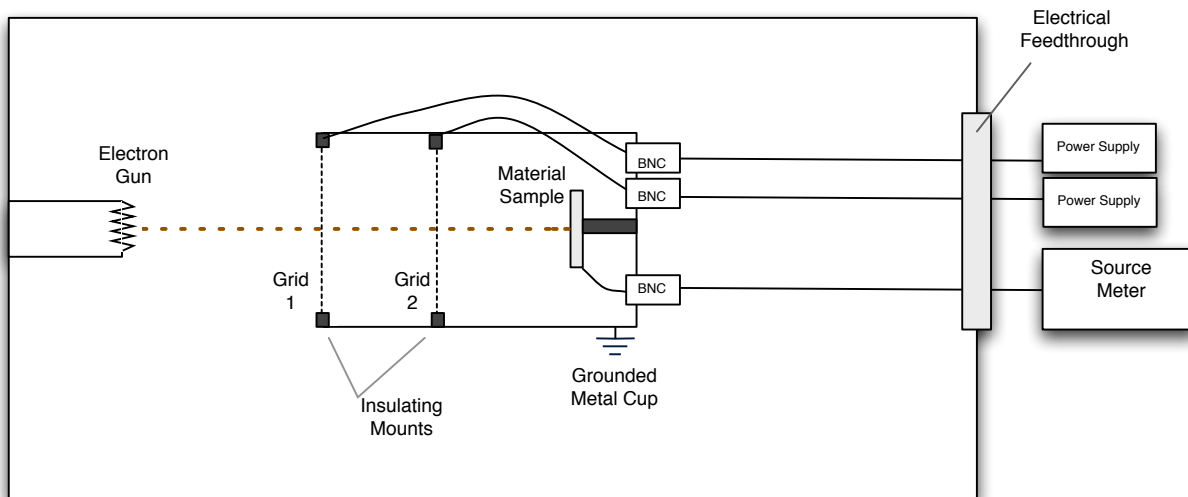 Electrical
Feedthrough
Electron
Gun
Material
Sample
BNC
BNC
Power Supply
Power Supply
Grid
1
Grid
2
BNC
Source
Meter
Grounded
Metal Cup
Insulating
Mounts